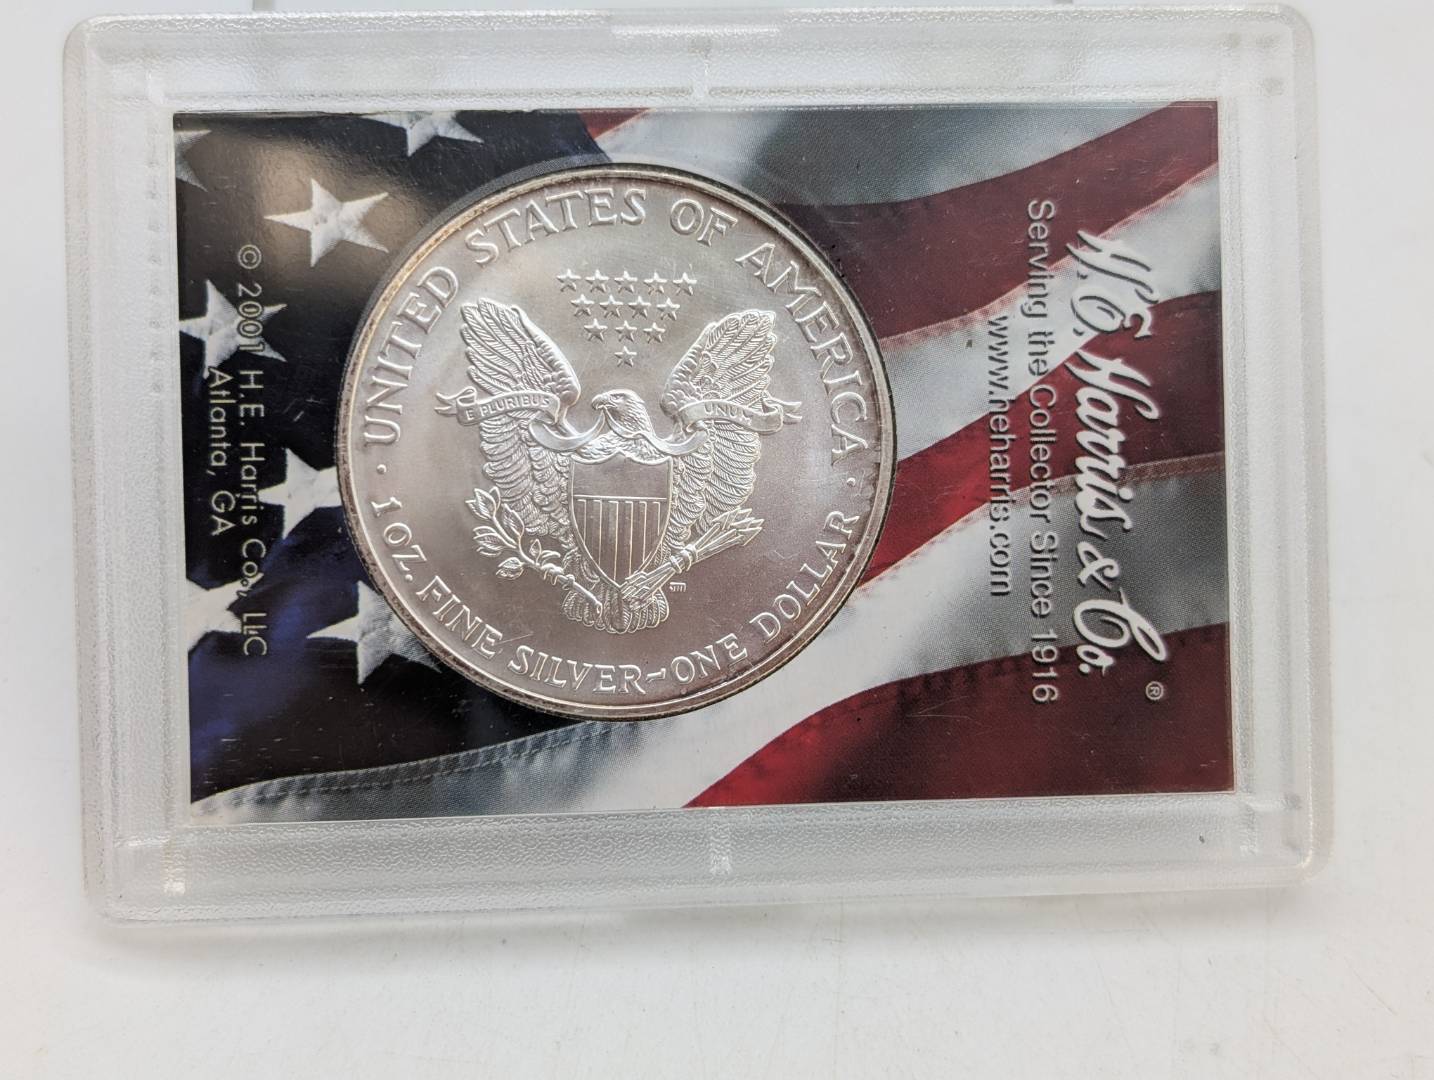 UNITED STATES OF AMERICA
E PLURIBUS UNUM
· 1 OZ. FINE SILVER~ONE DOLLAR ·
H.E. Harris & Co.®
Serving the Collector Since 1916
www.heharris.com
© 2001 H.E. Harris Co., LLC
Atlanta, GA